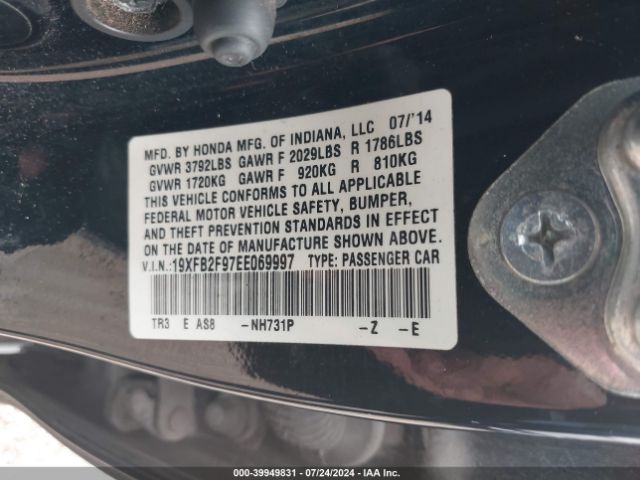 MFD. BY HONDA MFG. OF INDIANA, LLC 07/'14
GVWR 3792LBS GAWR F 2029LBS R 1786LBS
GVWR 1720KG GAWR F 920KG R 810KG
THIS VEHICLE CONFORMS TO ALL APPLICABLE
FEDERAL MOTOR VEHICLE SAFETY, BUMPER,
AND THEFT PREVENTION STANDARDS IN EFFECT
ON THE DATE OF MANUFACTURE SHOWN ABOVE.
V.I.N.:19XFB2F97EE069997 TYPE: PASSENGER CAR
TR3 E AS8 -NH731P -Z -E
000-39949831 - 07/24/2024 - IAA Inc.